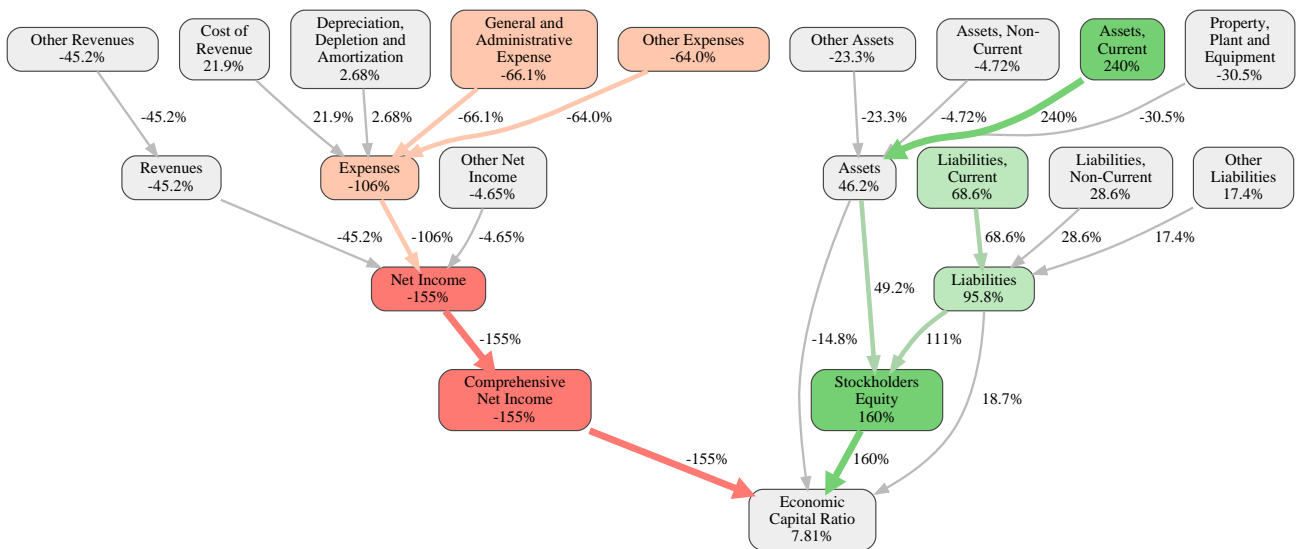 Other Revenues
-45.2%
Cost of
Revenue
21.9%
Depreciation,
Depletion and
Amortization
2.68%
General and
Administrative
Expense
-66.1%
Other Expenses
-64.0%
Other Assets
-23.3%
Assets, Non-
Current
-4.72%
Assets,
Current
240%
Property,
Plant and
Equipment
-30.5%
-45.2%
21.9%
2.68%
-66.1%
-64.0%
-23.3%
-4.72%
240%
-30.5%
Revenues
-45.2%
Expenses
-106%
Other Net
Income
-4.65%
Assets
46.2%
Liabilities,
Current
68.6%
Liabilities,
Non-Current
28.6%
Other
Liabilities
17.4%
-45.2%
-106%
-4.65%
68.6%
28.6%
17.4%
Net Income
-155%
49.2%
Liabilities
95.8%
-155%
-14.8%
111%
Comprehensive
Net Income
-155%
Stockholders
Equity
160%
18.7%
-155%
160%
Economic
Capital Ratio
7.81%